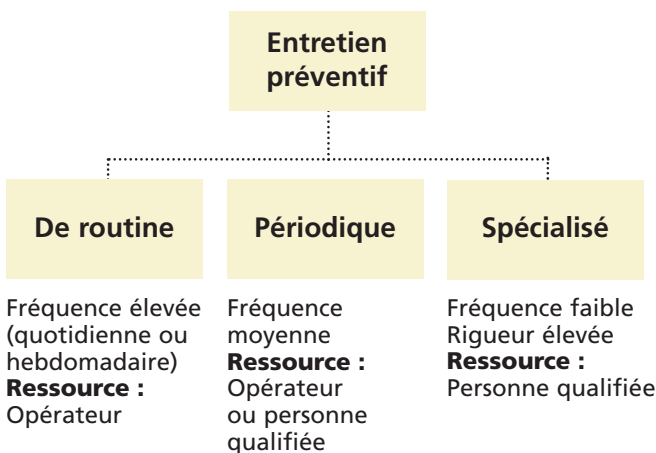 Entretien
préventif
De routine
Périodique
Spécialisé
Fréquence élevée
(quotidienne ou
hebdomadaire)
Ressource :
Opérateur
Fréquence
moyenne
Ressource :
Opérateur
ou personne
qualifiée
Fréquence faible
Rigueur élevée
Ressource :
Personne qualifiée